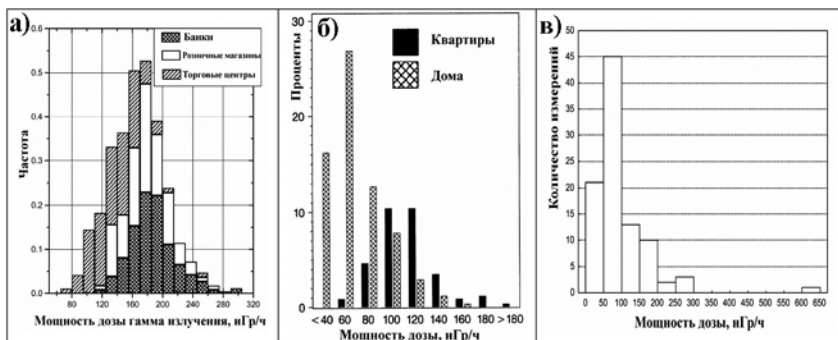 а)
Банки
Розничные магазины
Торговые центры
Частота
0.6
0.5
0.4
0.3
0.2
0.1
0.0
80 120 160 200 240 280 320
Мощность дозы гамма излучения, нГр/ч
б)
Квартиры
Дома
Проценты
30
20
10
0
<40 60 80 100 120 140 160 180 >180
Мощность дозы, нГр/ч
в)
Количество измерений
50
45
40
35
30
25
20
15
10
5
0
0 50 100 150 200 250 300 350 400 450 500 550 600 650
Мощность дозы, нГр/ч